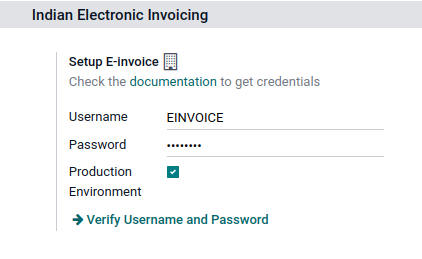 Indian Electronic Invoicing
Setup E-invoice
Check the documentation to get credentials
Username EINVOICE
Password ••••••••
Production
Environment
Verify Username and Password